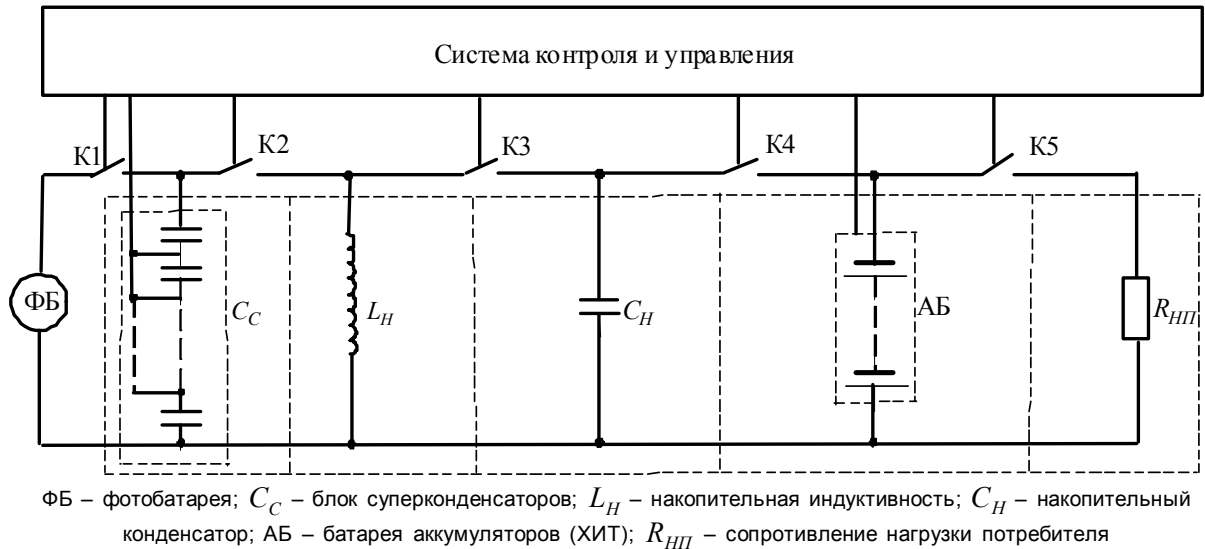 Система контроля и управления
К1
К2
К3
К4
К5
ФБ
C_C
L_H
C_H
АБ
R_НП
ФБ – фотобатарея; C_C – блок суперконденсаторов; L_H – накопительная индуктивность; C_H – накопительный
конденсатор; АБ – батарея аккумуляторов (ХИТ); R_НП – сопротивление нагрузки потребителя